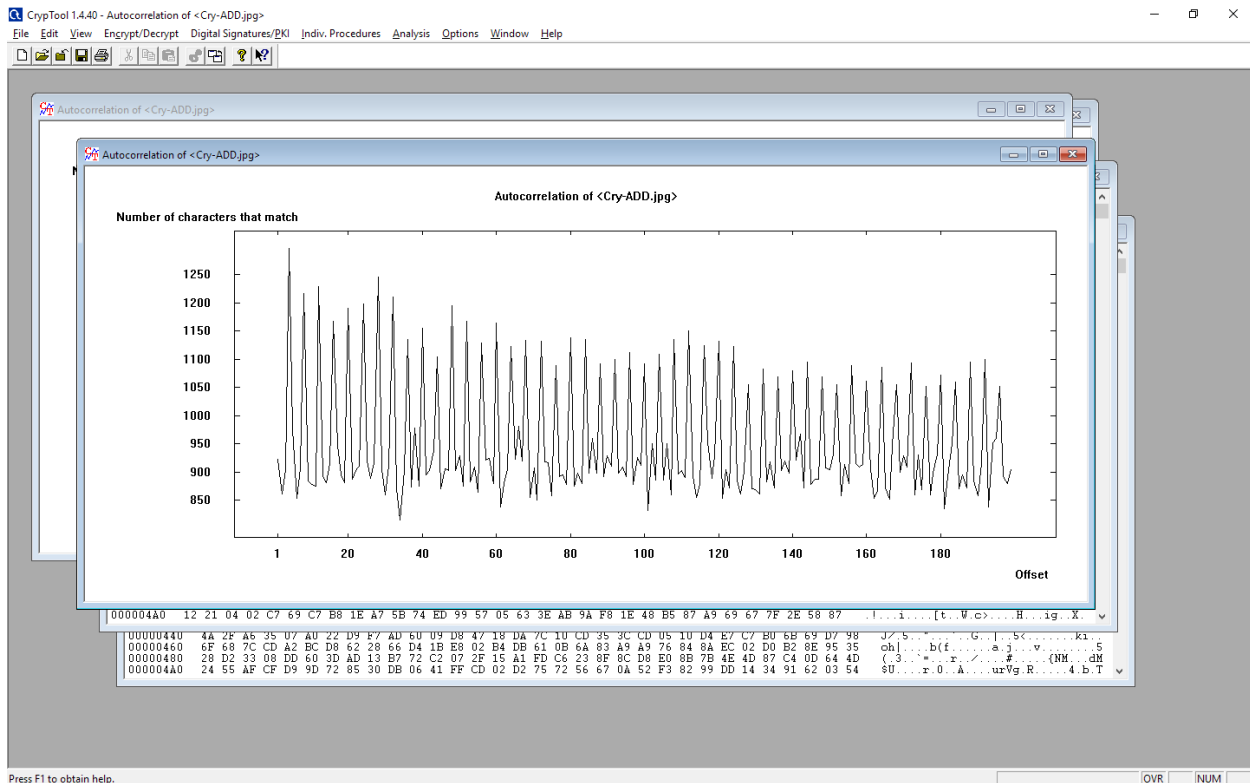 CrypTool 1.4.40 - Autocorrelation of <Cry-ADD.jpg>
File Edit View Encrypt/Decrypt Digital Signatures/PKI Indiv. Procedures Analysis Options Window Help
Autocorrelation of <Cry-ADD.jpg>
Autocorrelation of <Cry-ADD.jpg>
Autocorrelation of <Cry-ADD.jpg>
Number of characters that match
1250
1200
1150
1100
1050
1000
950
900
850
1 20 40 60 80 100 120 140 160 180
Offset
000004A0 12 21 04 02 C7 69 C7 B8 1E A7 5B 74 ED 99 57 05 63 3E AB 9A F8 1E 48 B5 87 A9 69 67 7F 2E 58 87 .!...i....[t..W.c>....H...ig..X.
00000460 6F 68 7C CD A2 BC D8 62 28 66 D4 1B E8 02 B4 DB 61 0B 6A 83 A9 A9 76 84 8A EC 02 D0 B2 8E 95 35 oh|....b(f......a.j...v........5
00000480 28 D2 33 08 DD 60 3D AD 13 B7 72 C2 07 2F 15 A1 FD C6 23 8F 8C D8 E0 8B 7B 4E 4D 87 C4 0D 64 4D (.3..`=...r../....#.....{NM...dM
000004A0 24 55 AF CF D9 9D 72 85 30 DB 06 41 FF CD 02 D2 75 72 56 67 0A 52 F3 82 99 DD 14 34 91 62 03 54 $U....r.0..A....urVg.R.....4.b.T
Press F1 to obtain help.
OVR NUM